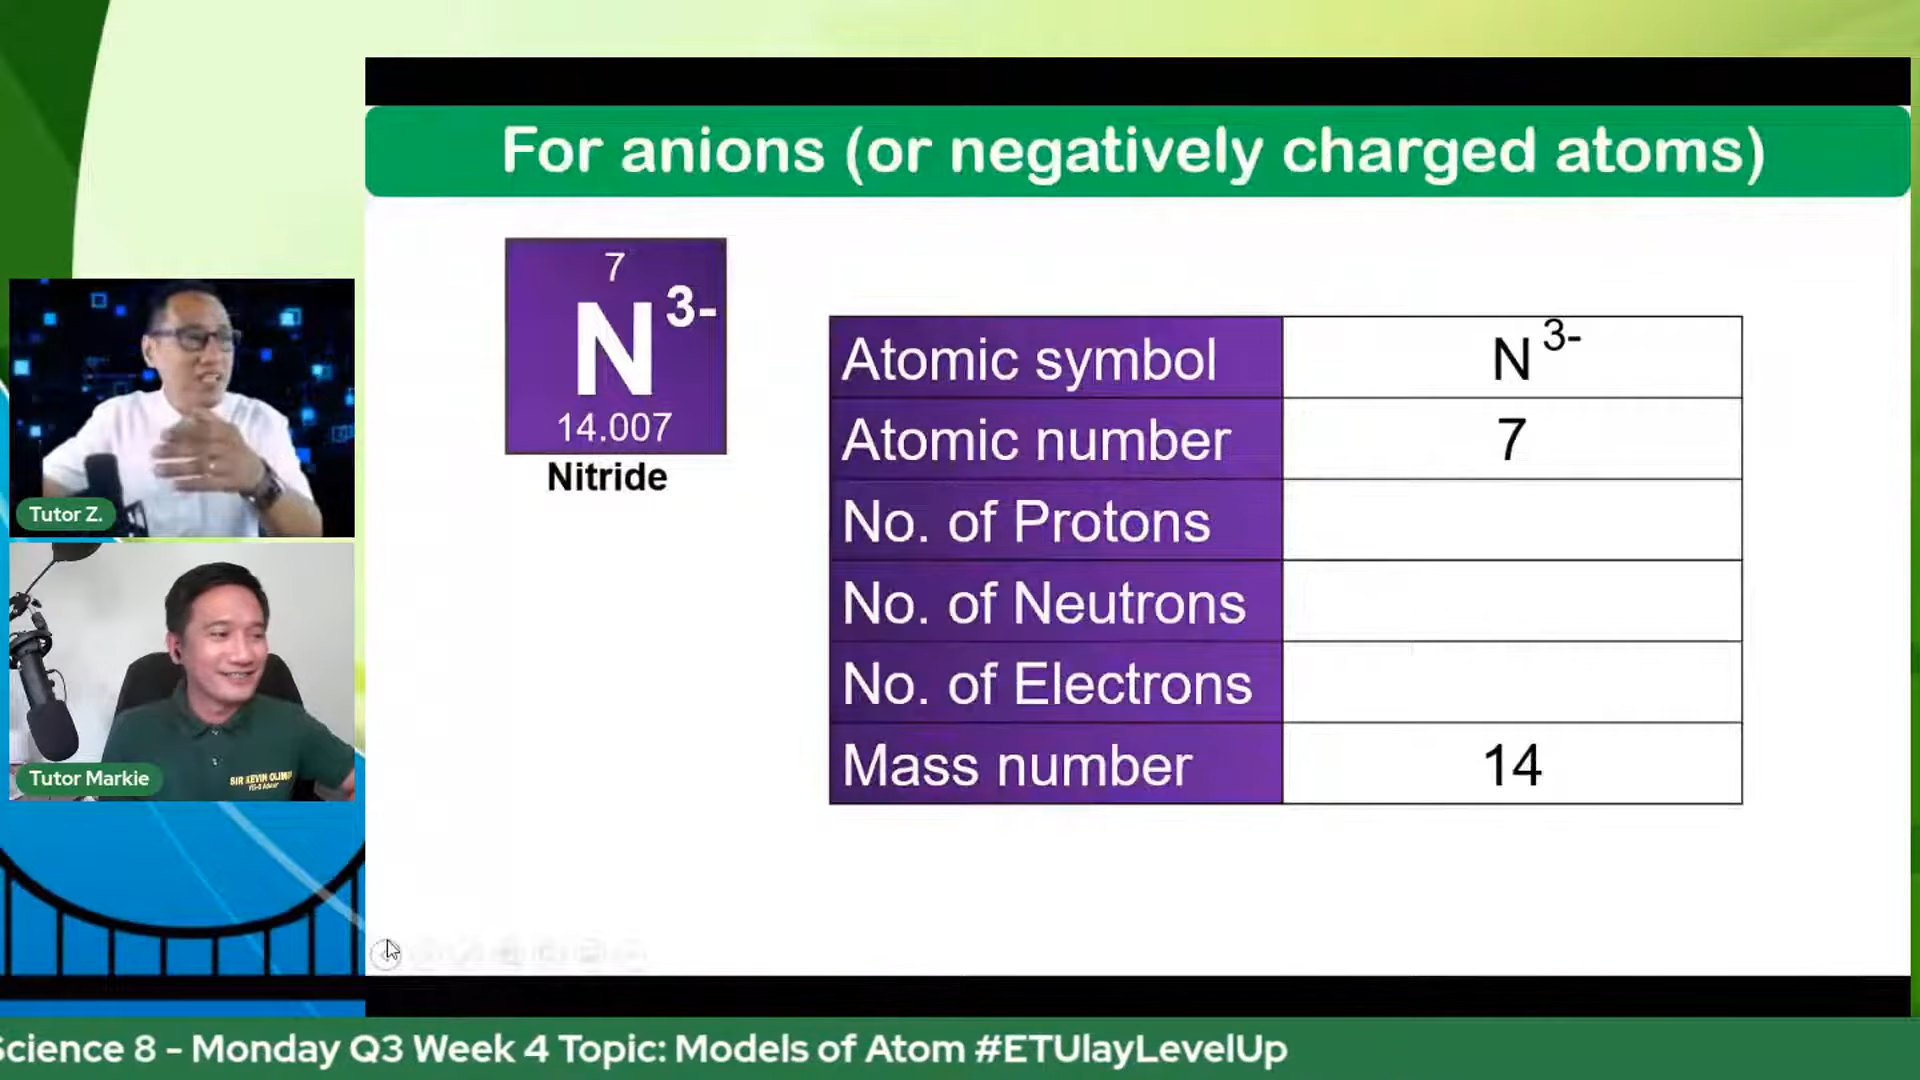 For anions (or negatively charged atoms)
7
N 3-
14.007
Nitride
Atomic symbol N 3-
Atomic number 7
No. of Protons
No. of Neutrons
No. of Electrons
Mass number 14
Tutor Z.
SIR KEVIN
Tutor Markie
Science 8 - Monday Q3 Week 4 Topic: Models of Atom #ETUlayLevelUp